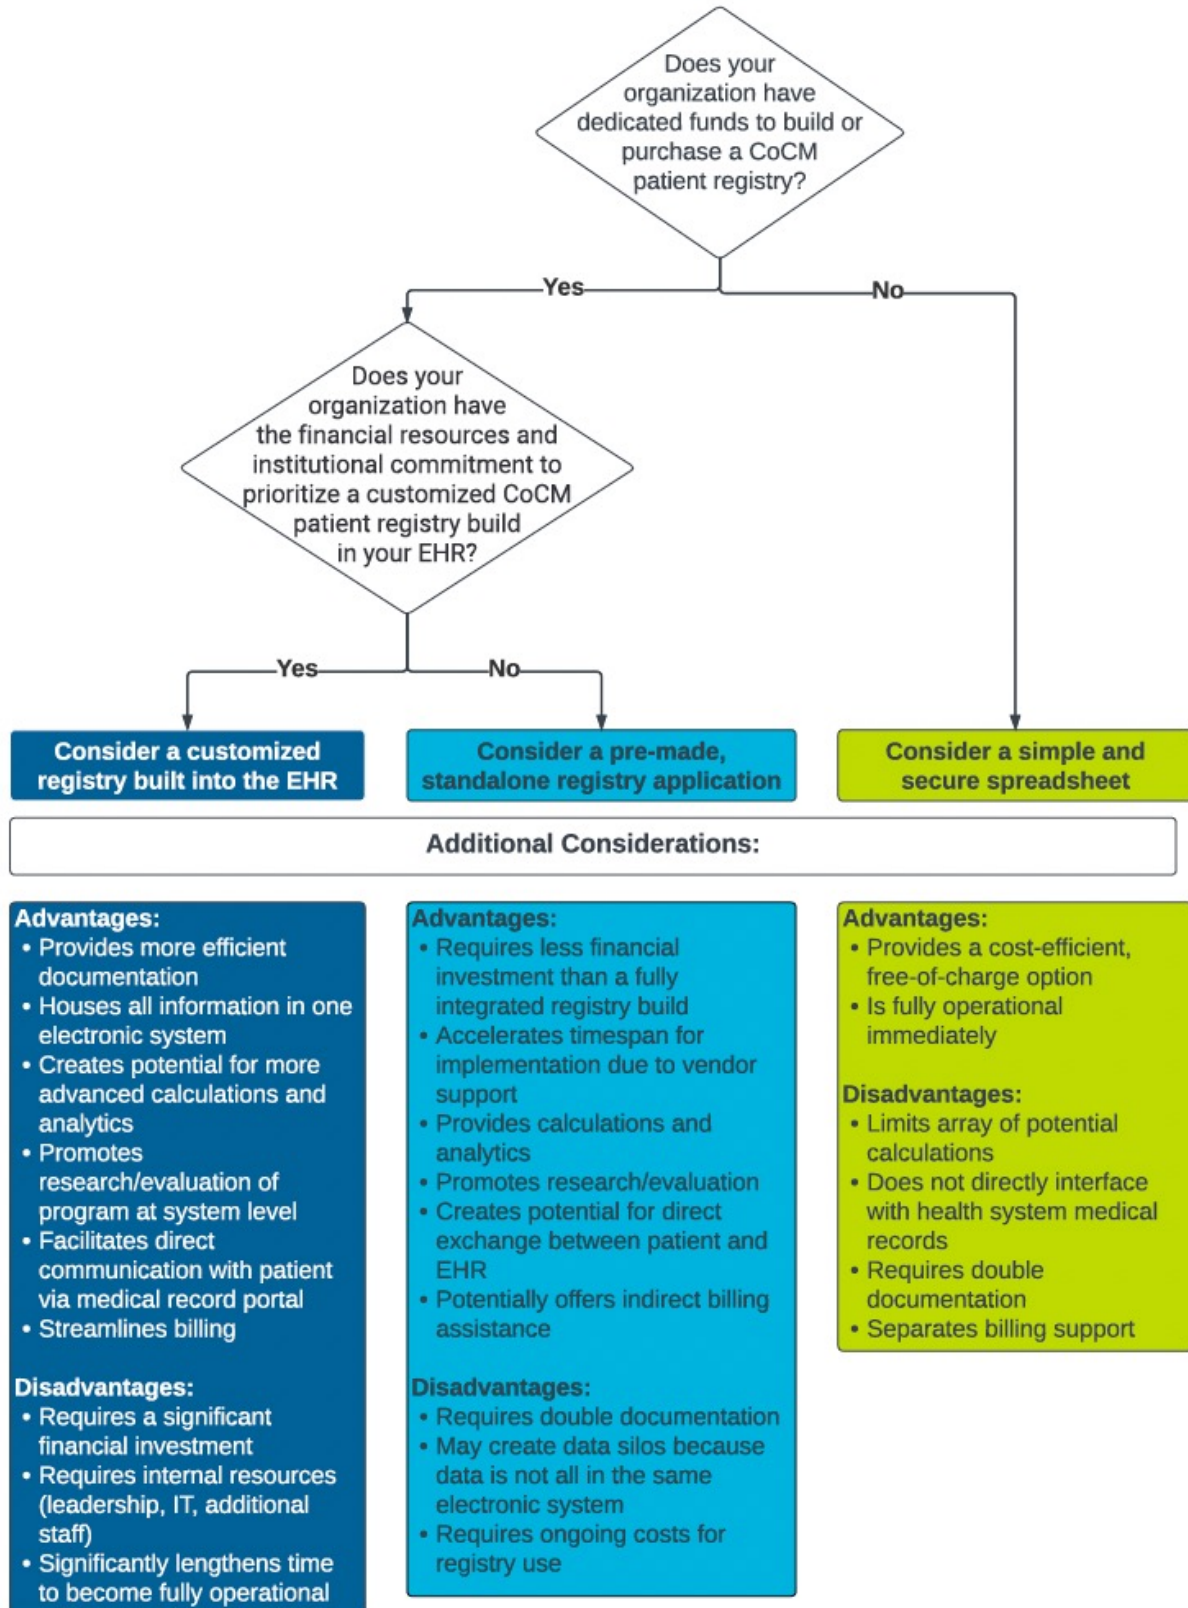 Does your
organization have
dedicated funds to build or
purchase a CoCM
patient registry?
Yes
No
Does your
organization have
the financial resources and
institutional commitment to
prioritize a customized CoCM
patient registry build
in your EHR?
Yes
No
Consider a customized
registry built into the EHR
Consider a pre-made,
standalone registry application
Consider a simple and
secure spreadsheet
Additional Considerations:
Advantages:
• Provides more efficient
documentation
• Houses all information in one
electronic system
• Creates potential for more
advanced calculations and
analytics
• Promotes
research/evaluation of
program at system level
• Facilitates direct
communication with patient
via medical record portal
• Streamlines billing
Disadvantages:
• Requires a significant
financial investment
• Requires internal resources
(leadership, IT, additional
staff)
• Significantly lengthens time
to become fully operational
Advantages:
• Requires less financial
investment than a fully
integrated registry build
• Accelerates timespan for
implementation due to vendor
support
• Provides calculations and
analytics
• Promotes research/evaluation
• Creates potential for direct
exchange between patient and
EHR
• Potentially offers indirect billing
assistance
Disadvantages:
• Requires double documentation
• May create data silos because
data is not all in the same
electronic system
• Requires ongoing costs for
registry use
Advantages:
• Provides a cost-efficient,
free-of-charge option
• Is fully operational
immediately
Disadvantages:
• Limits array of potential
calculations
• Does not directly interface
with health system medical
records
• Requires double
documentation
• Separates billing support